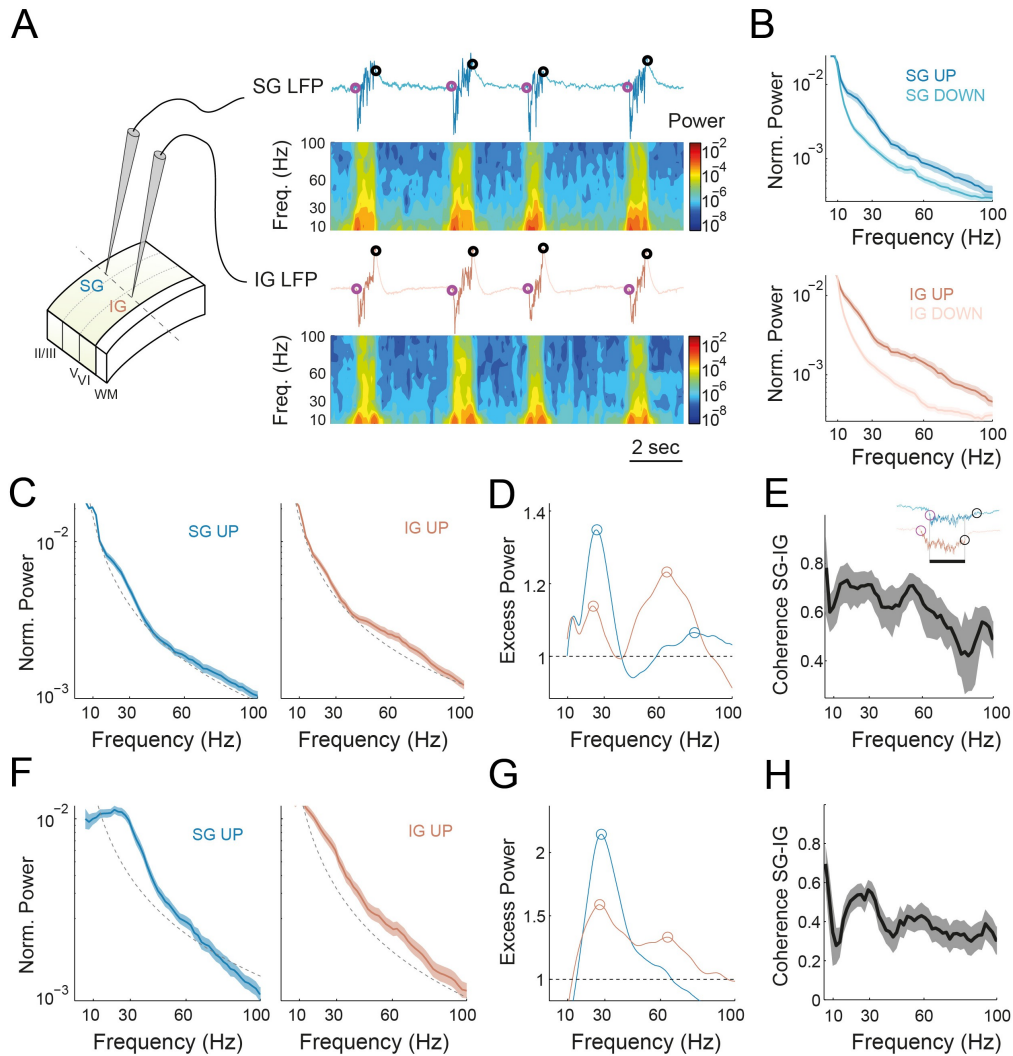 A
SG LFP
Power
Freq. (Hz)
100
60
30
10
10⁻²
10⁻⁴
10⁻⁶
10⁻⁸
IG LFP
Freq. (Hz)
100
60
30
10
10⁻²
10⁻⁴
10⁻⁶
10⁻⁸
2 sec
SG
IG
II/III
V
VI
WM
B
Norm. Power
10⁻²
10⁻³
SG UP
SG DOWN
10 30 60 100
Frequency (Hz)
Norm. Power
10⁻²
10⁻³
IG UP
IG DOWN
10 30 60 100
Frequency (Hz)
C
Norm. Power
10⁻²
10⁻³
SG UP
10 30 60 100
Frequency (Hz)
IG UP
10 30 60 100
Frequency (Hz)
D
Excess Power
1.4
1.2
1
10 30 60 100
Frequency (Hz)
E
Coherence SG-IG
0.8
0.6
0.4
10 30 60 100
Frequency (Hz)
F
Norm. Power
10⁻²
10⁻³
SG UP
10 30 60 100
Frequency (Hz)
IG UP
10 30 60 100
Frequency (Hz)
G
Excess Power
2
1.5
1
10 30 60 100
Frequency (Hz)
H
Coherence SG-IG
0.8
0.6
0.4
0.2
0
10 30 60 100
Frequency (Hz)